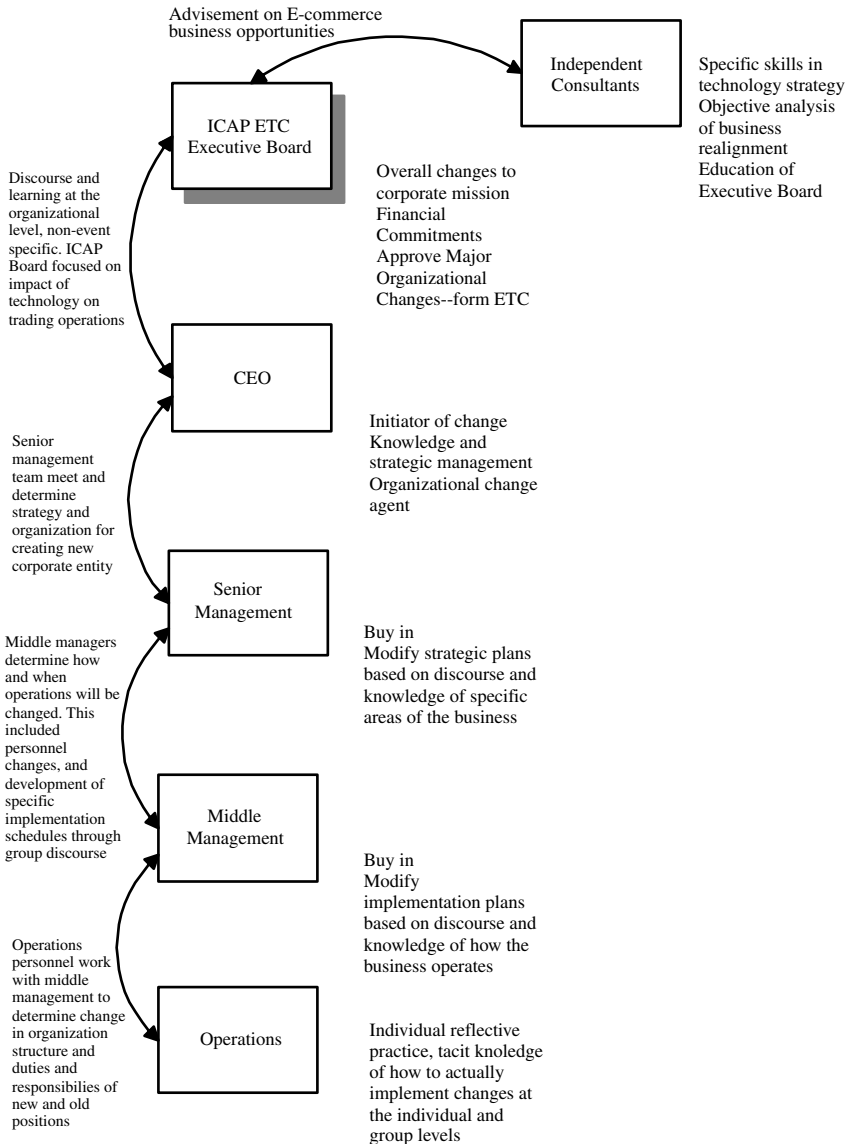 Advisement on E-commerce
business opportunities
Independent
Consultants
Specific skills in
technology strategy
Objective analysis
of business
realignment
Education of
Executive Board
ICAP ETC
Executive Board
Overall changes to
corporate mission
Financial
Commitments
Approve Major
Organizational
Changes--form ETC
Discourse and
learning at the
organizational
level, non-event
specific. ICAP
Board focused on
impact of
technology on
trading operations
CEO
Initiator of change
Knowledge and
strategic management
Organizational change
agent
Senior
management
team meet and
determine
strategy and
organization for
creating new
corporate entity
Senior
Management
Buy in
Modify strategic plans
based on discourse and
knowledge of specific
areas of the business
Middle managers
determine how
and when
operations will be
changed. This
included
personnel
changes, and
development of
specific
implementation
schedules through
group discourse
Middle
Management
Buy in
Modify
implementation plans
based on discourse and
knowledge of how the
business operates
Operations
personnel work
with middle
management to
determine change
in organization
structure and
duties and
responsibilies of
new and old
positions
Operations
Individual reflective
practice, tacit knoledge
of how to actually
implement changes at
the individual and
group levels